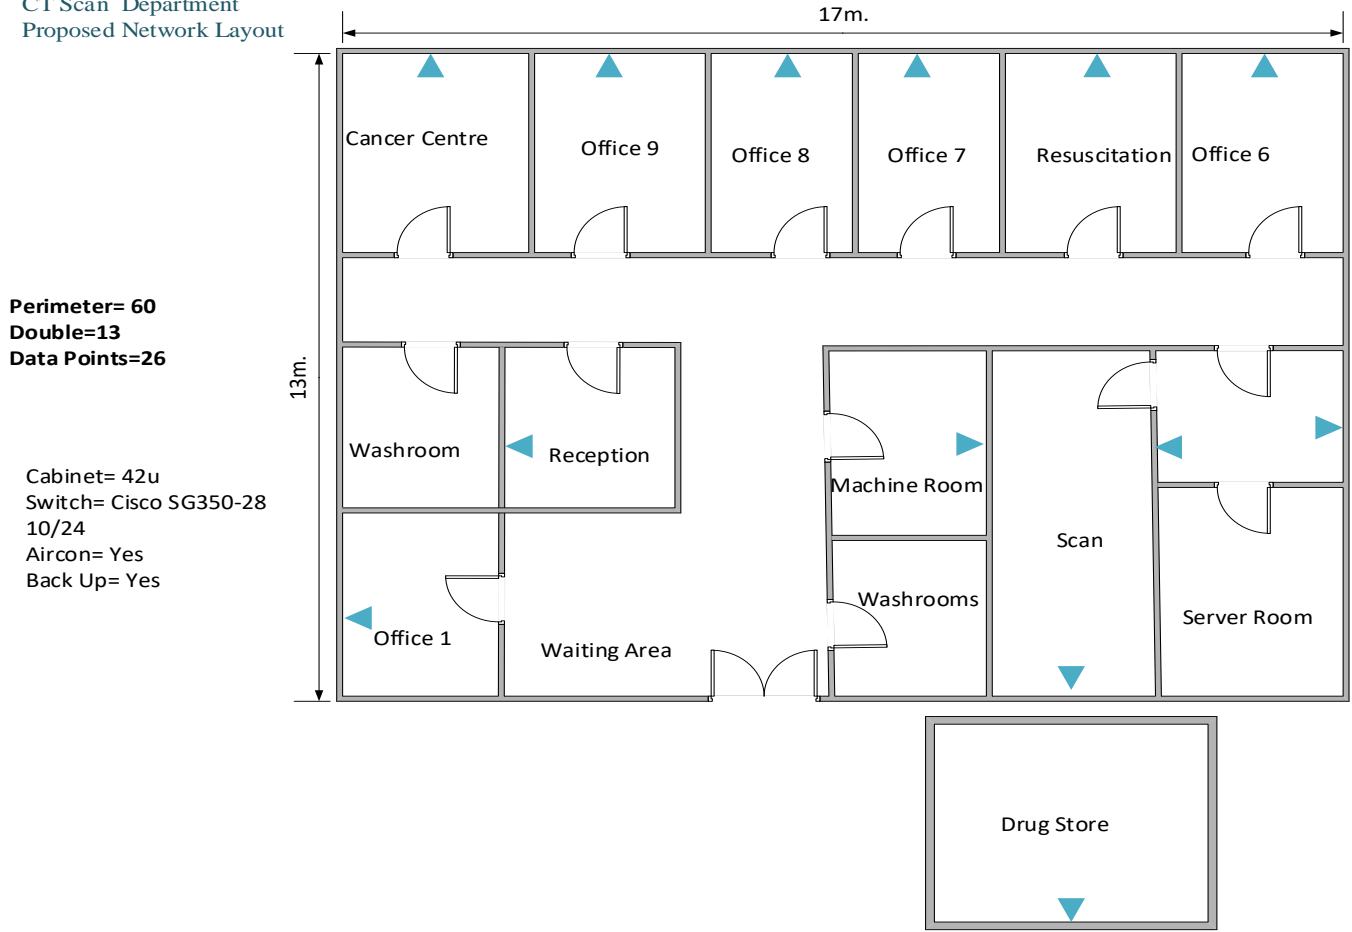 CT Scan Department
Proposed Network Layout
17m.
Cancer Centre
Office 9
Office 8
Office 7
Resuscitation
Office 6
Perimeter= 60
Double=13
Data Points=26
13m.
Washroom
Reception
Machine Room
Cabinet= 42u
Switch= Cisco SG350-28
10/24
Aircon= Yes
Back Up= Yes
Scan
Washrooms
Server Room
Office 1
Waiting Area
Drug Store